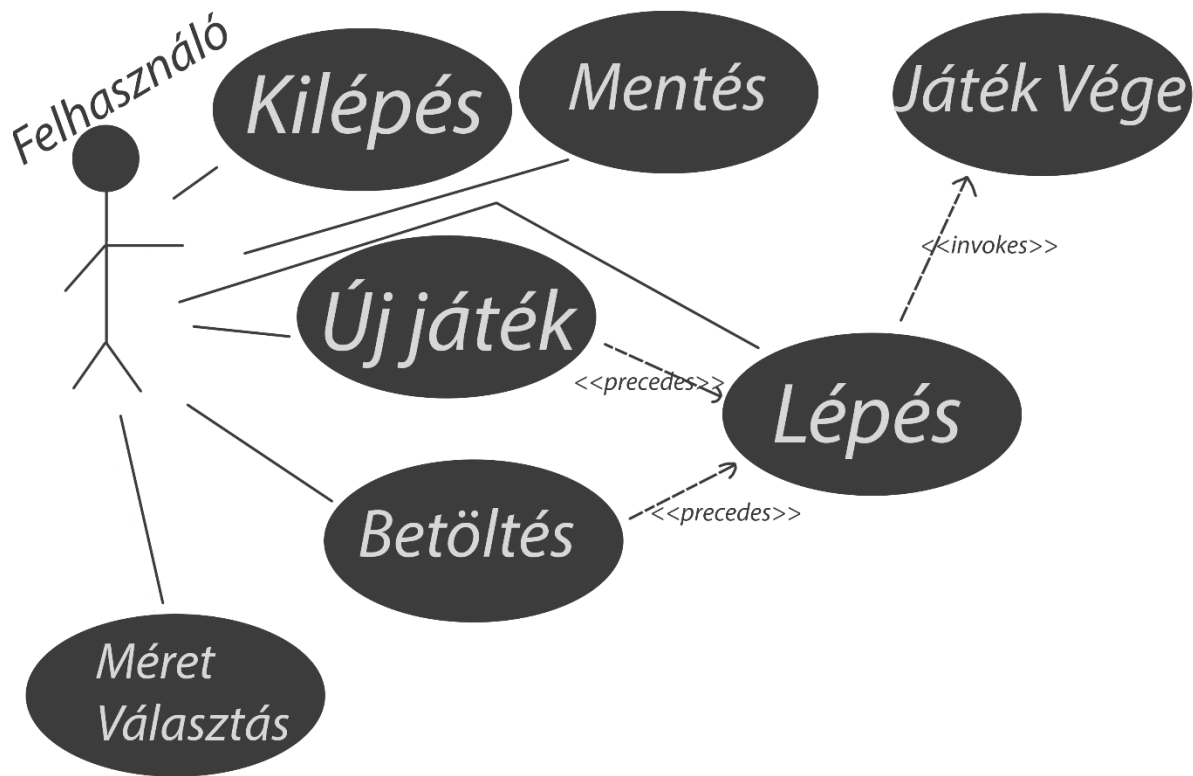 Felhasználó
Kilépés
Mentés
Játék Vége
<<invokes>>
Új játék
<<precedes>>
Lépés
Betöltés
<<precedes>>
Méret
Választás